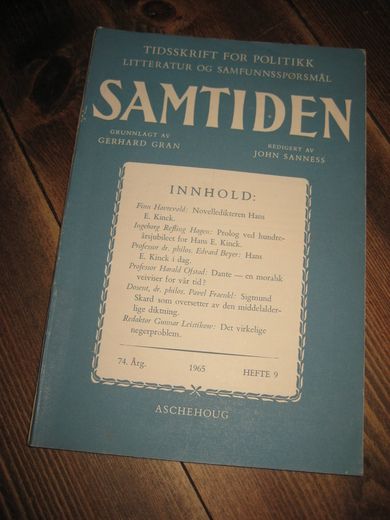 TIDSSKRIFT FOR POLITIKK
LITTERATUR OG SAMFUNNSSPØRSMÅL
SAMTIDEN
GRUNNLAGT AV
GERHARD GRAN
REDIGERT AV
JOHN SANNESS
INNHOLD:
Finn Havrevold: Novelledikteren Hans
E. Kinck.
Ingeborg Refling Hagen: Prolog ved hundre-
årsjubileet for Hans E. Kinck.
Professor dr. philos. Edvard Beyer: Hans
E. Kinck i dag.
Professor Harald Ofstad: Dante — en moralsk
veiviser for vår tid?
Dosent, dr. philos. Pavel Fraenkl: Sigmund
Skard som oversetter av den middelalder-
lige diktning.
Redaktør Gunnar Leistikow: Det virkelige
negerproblem.
74. Årg.
1965
HEFTE 9
ASCHEHOUG